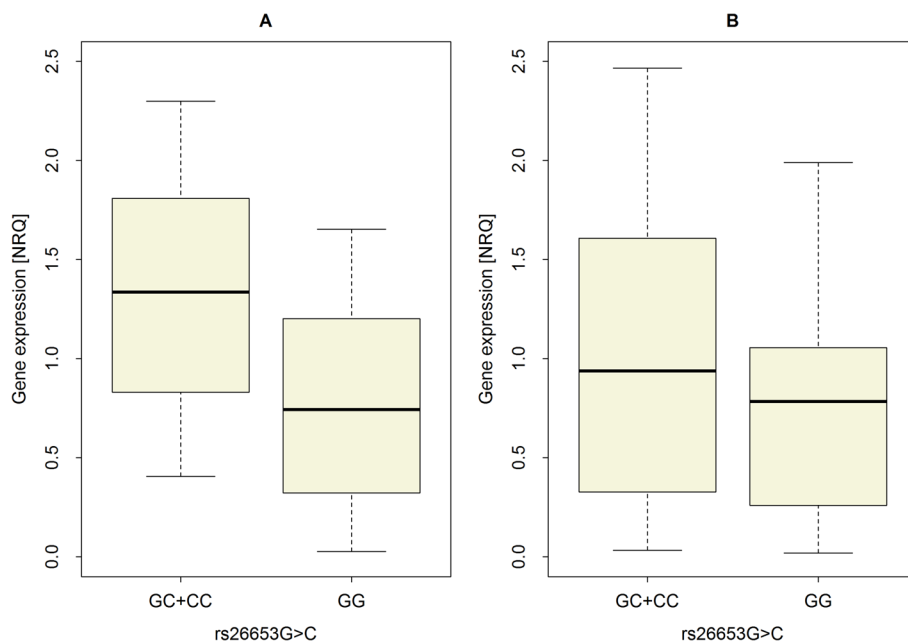 A
Gene expression [NRQ]
2.5
2.0
1.5
1.0
0.5
0.0
GC+CC GG
rs26653G>C
B
Gene expression [NRQ]
2.5
2.0
1.5
1.0
0.5
0.0
GC+CC GG
rs26653G>C